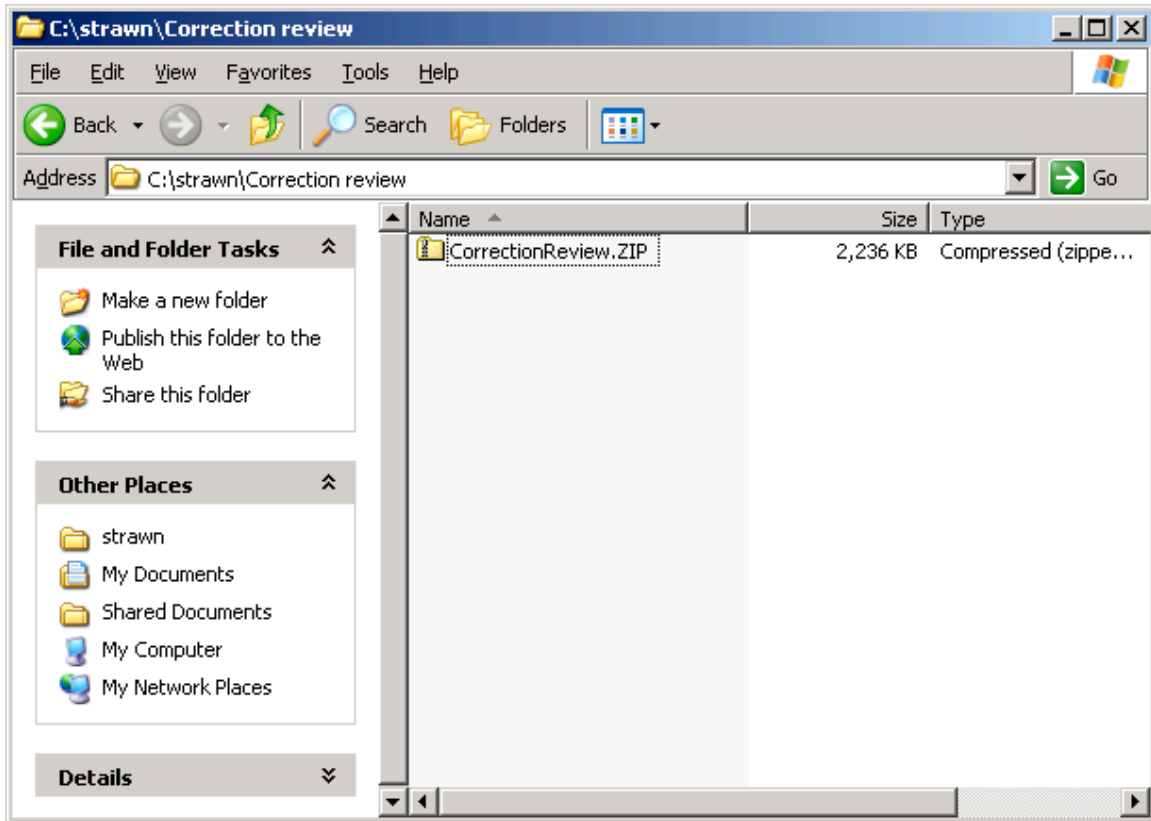 C:\strawn\Correction review
File Edit View Favorites Tools Help
Back Search Folders
Address C:\strawn\Correction review Go
Name Size Type
CorrectionReview.ZIP 2,236 KB Compressed (zippe...
File and Folder Tasks
Make a new folder
Publish this folder to the
Web
Share this folder
Other Places
strawn
My Documents
Shared Documents
My Computer
My Network Places
Details